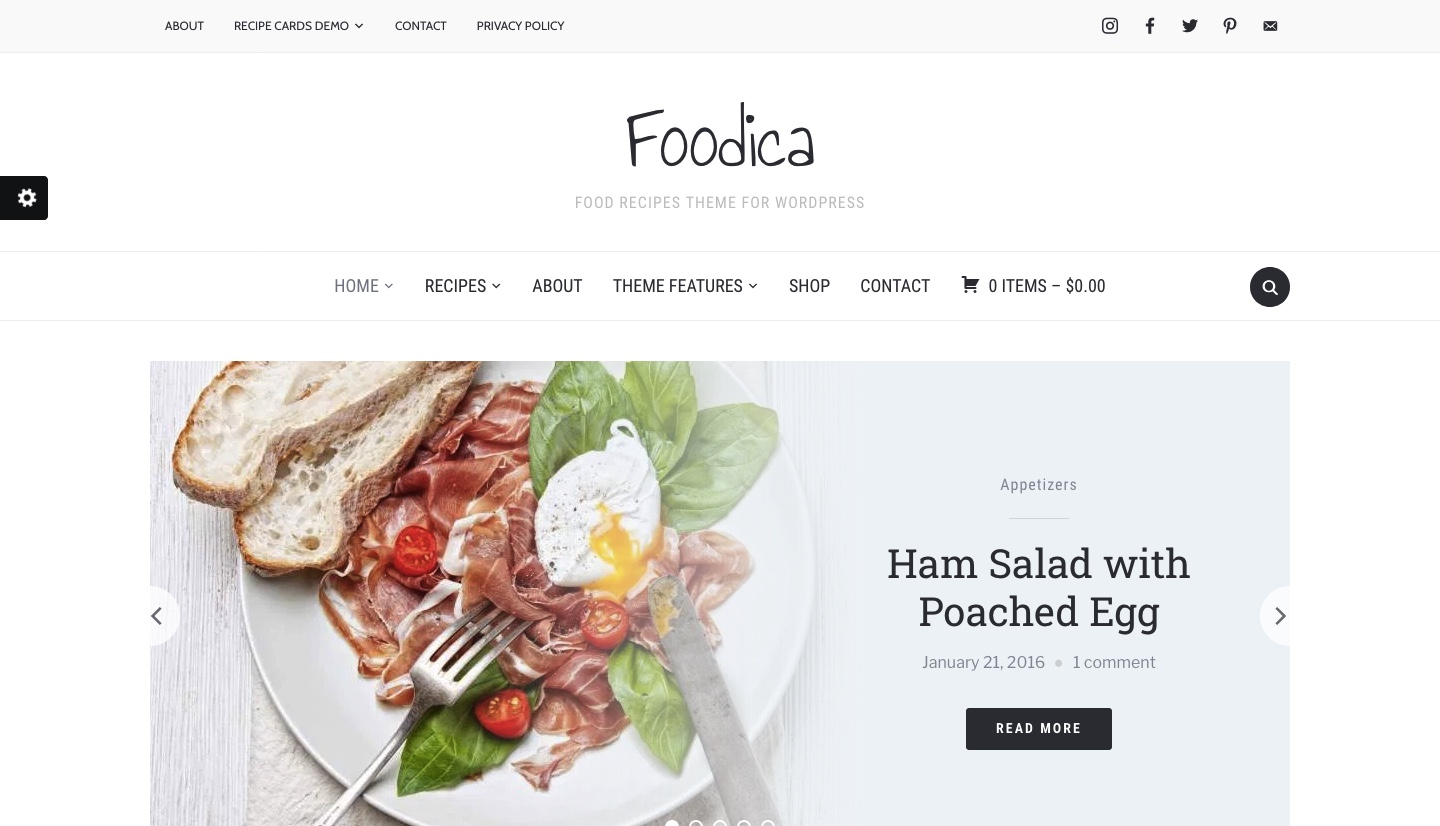 ABOUT
RECIPE CARDS DEMO
CONTACT
PRIVACY POLICY
Foodica
FOOD RECIPES THEME FOR WORDPRESS
HOME
RECIPES
ABOUT
THEME FEATURES
SHOP
CONTACT
0 ITEMS – $0.00
Appetizers
Ham Salad with
Poached Egg
January 21, 2016
1 comment
READ MORE